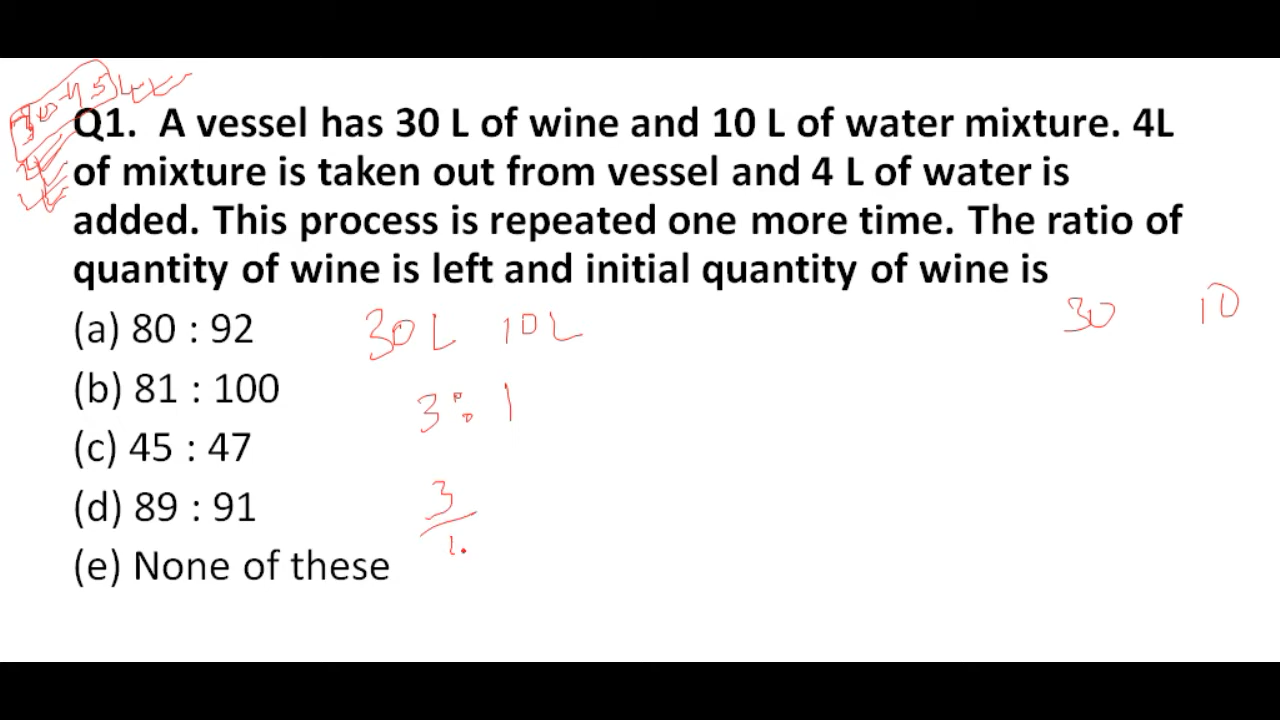 30-45
Q1. A vessel has 30 L of wine and 10 L of water mixture. 4L
of mixture is taken out from vessel and 4 L of water is
added. This process is repeated one more time. The ratio of
quantity of wine is left and initial quantity of wine is
30 10
(a) 80 : 92
30 L 10 L
(b) 81 : 100
3 : 1
(c) 45 : 47
(d) 89 : 91
3
(e) None of these